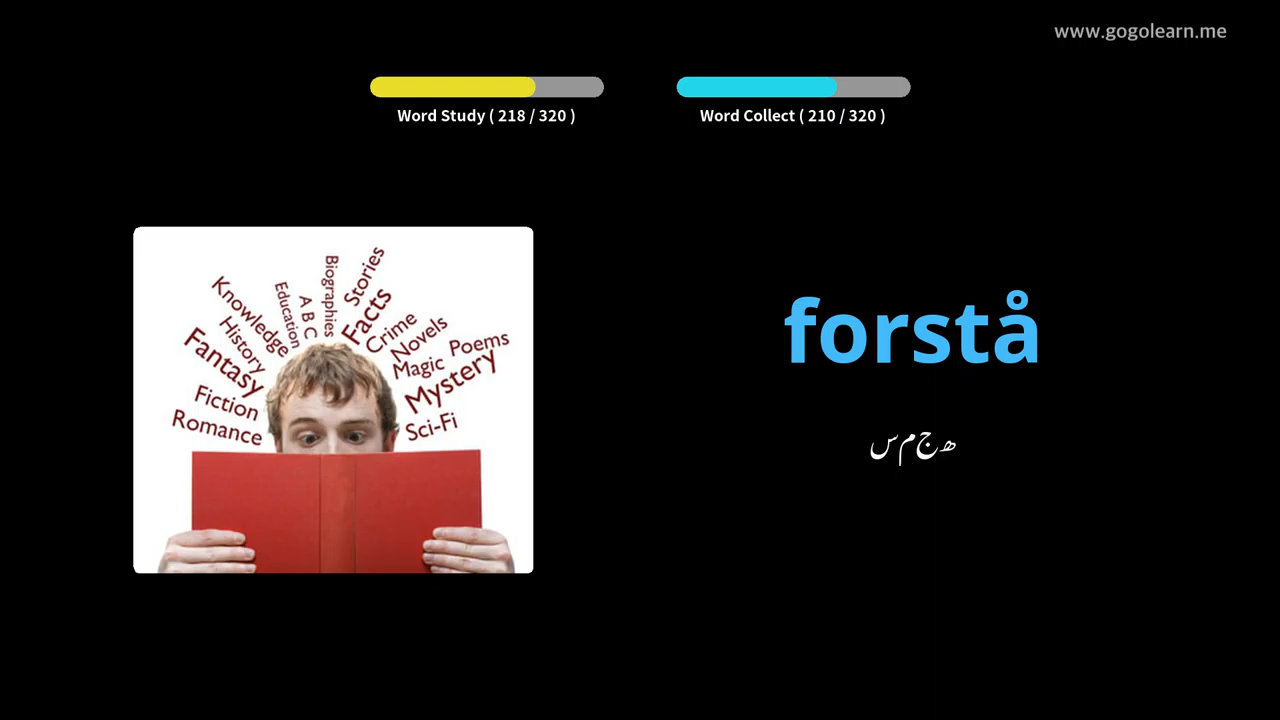 www.gogolearn.me
Word Study ( 218 / 320 )
Word Collect ( 210 / 320 )
Knowledge
History
Fantasy
Fiction
Romance
Education
A B C
Biographies
Stories
Facts
Crime
Novels
Magic
Poems
Mystery
Sci-Fi
forstå
ھ ج م س